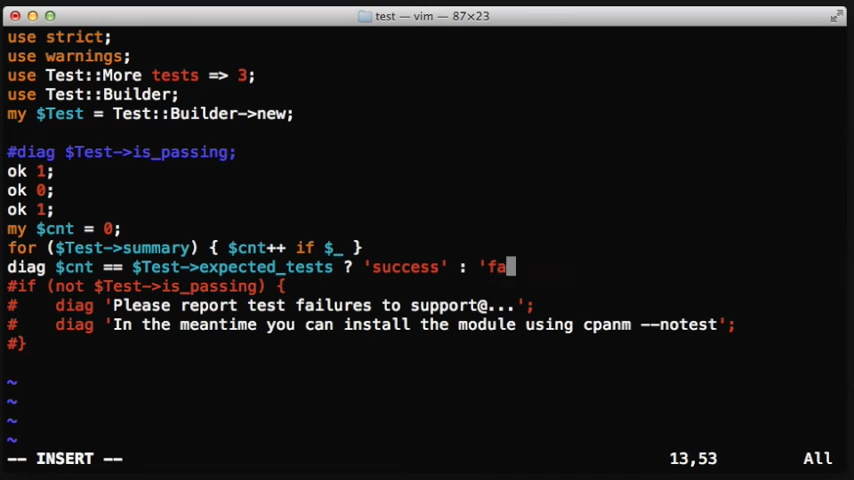 test — vim — 87×23
use strict;
use warnings;
use Test::More tests => 3;
use Test::Builder;
my $Test = Test::Builder->new;
#diag $Test->is_passing;
ok 1;
ok 0;
ok 1;
my $cnt = 0;
for ($Test->summary) { $cnt++ if $_ }
diag $cnt == $Test->expected_tests ? 'success' : 'fa
#if (not $Test->is_passing) {
#    diag 'Please report test failures to support@...';
#    diag 'In the meantime you can install the module using cpanm --notest';
#}
~
~
~
~
-- INSERT -- 13,53 All